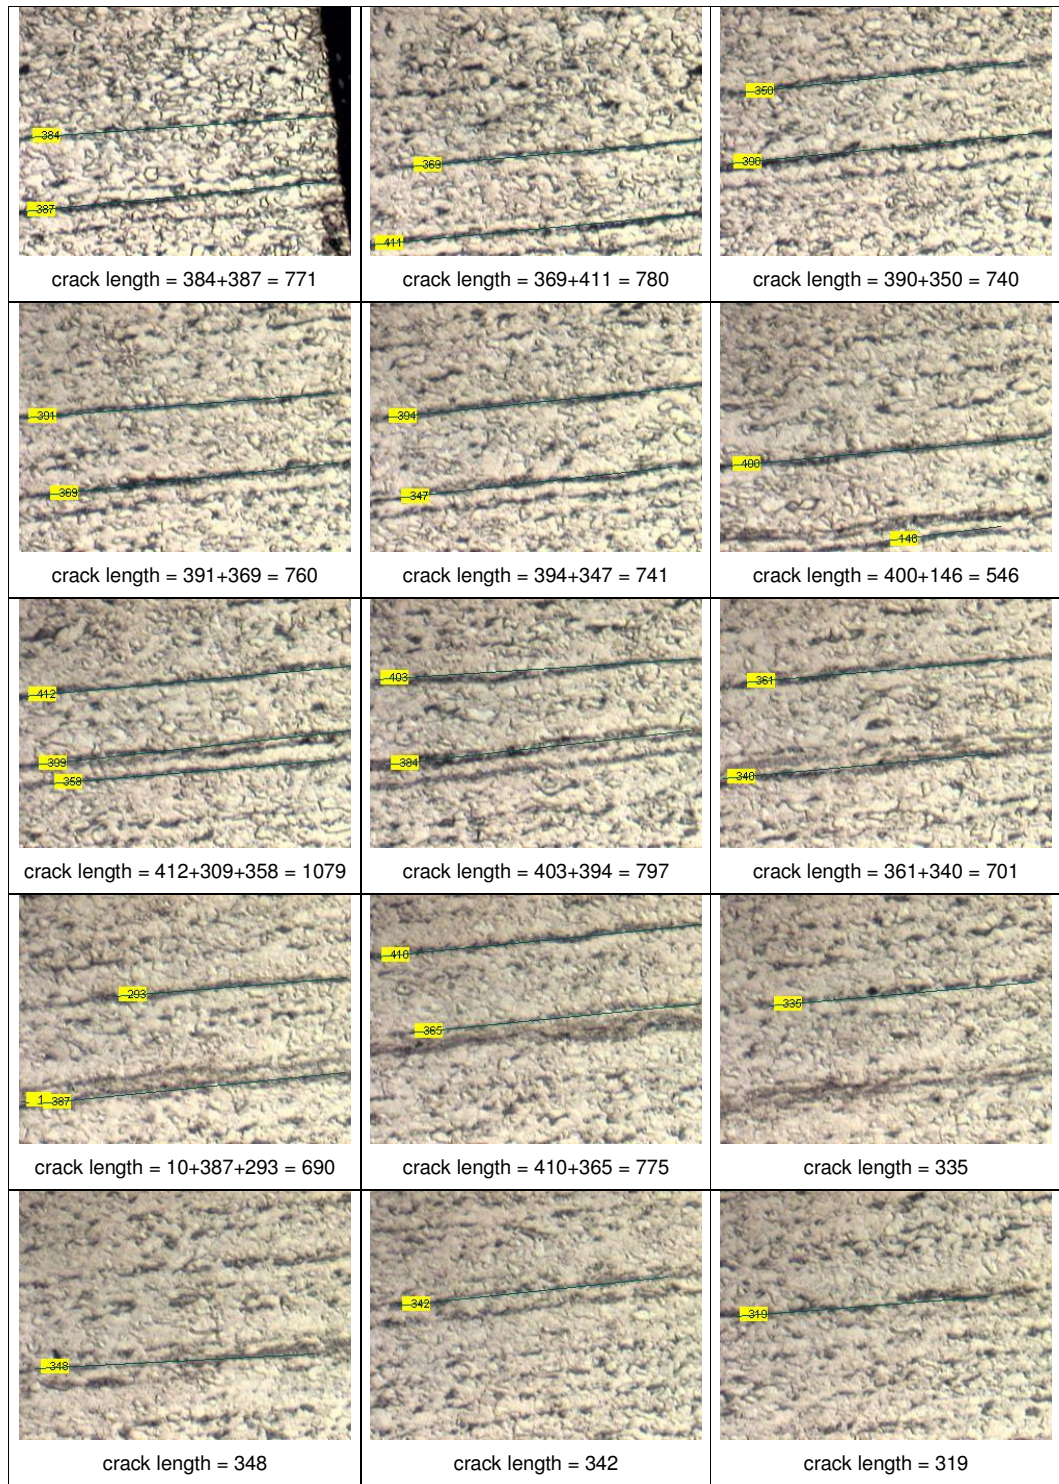 384
387
crack length = 384+387 = 771
369
411
crack length = 369+411 = 780
350
390
crack length = 390+350 = 740
391
369
crack length = 391+369 = 760
394
347
crack length = 394+347 = 741
400
146
crack length = 400+146 = 546
412
399
358
crack length = 412+309+358 = 1079
403
384
crack length = 403+394 = 797
361
340
crack length = 361+340 = 701
293
1 387
crack length = 10+387+293 = 690
410
365
crack length = 410+365 = 775
335
crack length = 335
348
crack length = 348
342
crack length = 342
319
crack length = 319